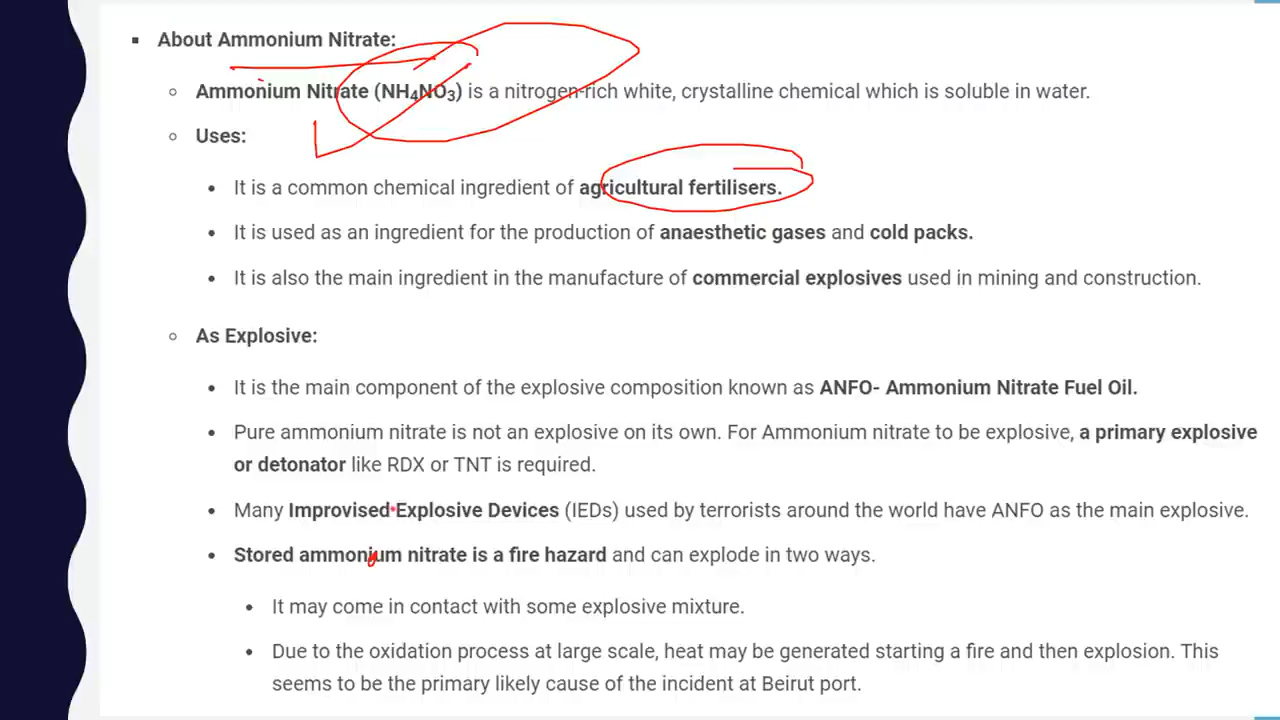 About Ammonium Nitrate:
Ammonium Nitrate (NH₄NO₃) is a nitrogen-rich white, crystalline chemical which is soluble in water.
Uses:
It is a common chemical ingredient of agricultural fertilisers.
It is used as an ingredient for the production of anaesthetic gases and cold packs.
It is also the main ingredient in the manufacture of commercial explosives used in mining and construction.
As Explosive:
It is the main component of the explosive composition known as ANFO- Ammonium Nitrate Fuel Oil.
Pure ammonium nitrate is not an explosive on its own. For Ammonium nitrate to be explosive, a primary explosive
or detonator like RDX or TNT is required.
Many Improvised Explosive Devices (IEDs) used by terrorists around the world have ANFO as the main explosive.
Stored ammonium nitrate is a fire hazard and can explode in two ways.
It may come in contact with some explosive mixture.
Due to the oxidation process at large scale, heat may be generated starting a fire and then explosion. This
seems to be the primary likely cause of the incident at Beirut port.